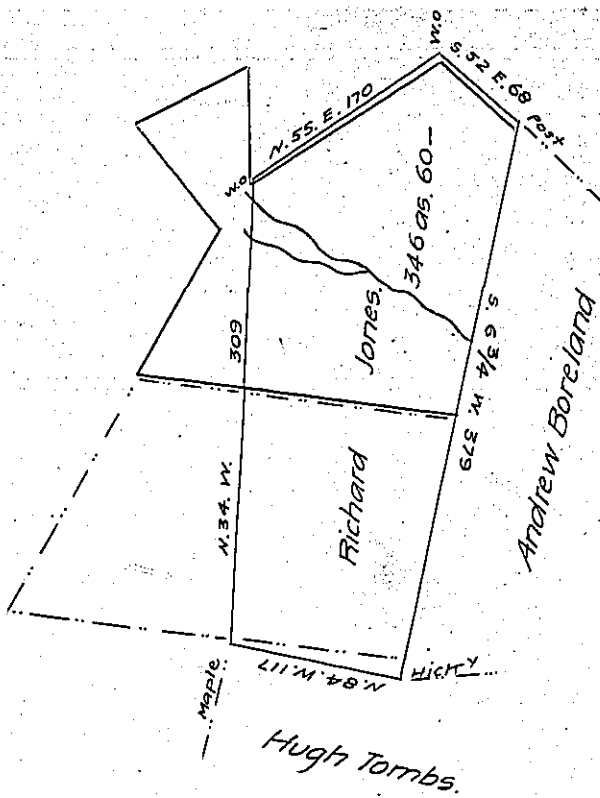 W.O
S. 52 E. 68
Post
N. 55. E. 170
W.O
346 as. 60—
Jones.
309
S. 6 3/4 W. 379
Andrew Boreland
Richard
N. 34. W.
N. 84. W. 117
Hick'y
Maple.
Hugh Tombs.